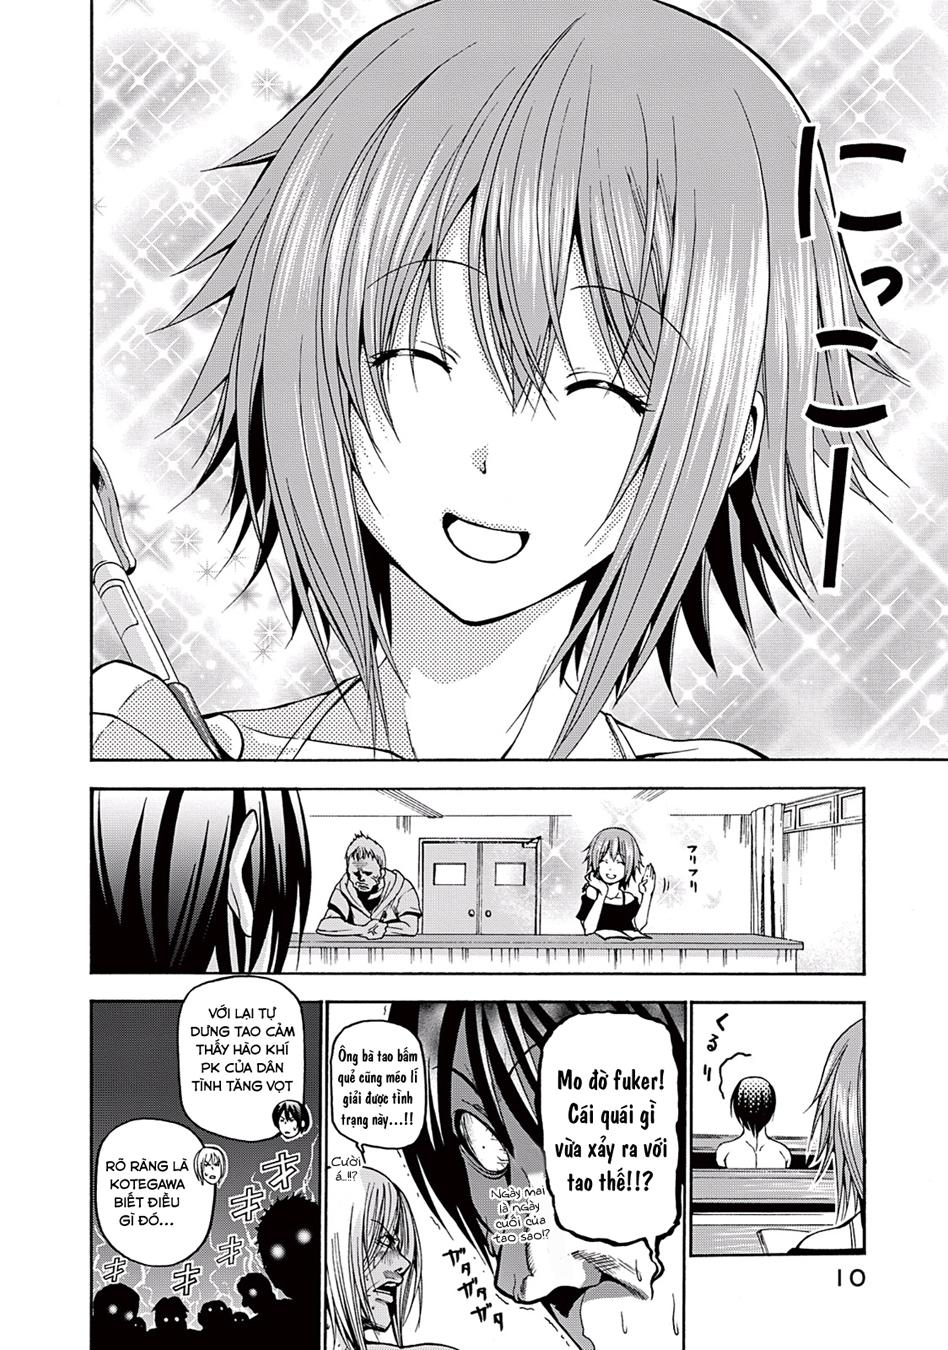 にっこー
フリフリ
くるり
Mo đờ fuker!
Cái quái gì
vừa xảy ra với
tao thế!!?
Ngày mai
là ngày
cuối của
tao sao!?
ガタガタガタ
Ông bà tao bấm
quẻ cũng méo lí
giải được tình
trạng này...!!
Cười
á..!!?
VỚI LẠI TỰ
DƯNG TAO CẢM
THẤY HÀO KHÍ
PK CỦA DÂN
TÌNH TĂNG VỌT
RÕ RÀNG LÀ
KOTEGAWA
BIẾT ĐIỀU
GÌ ĐÓ...
オオオオオ
10